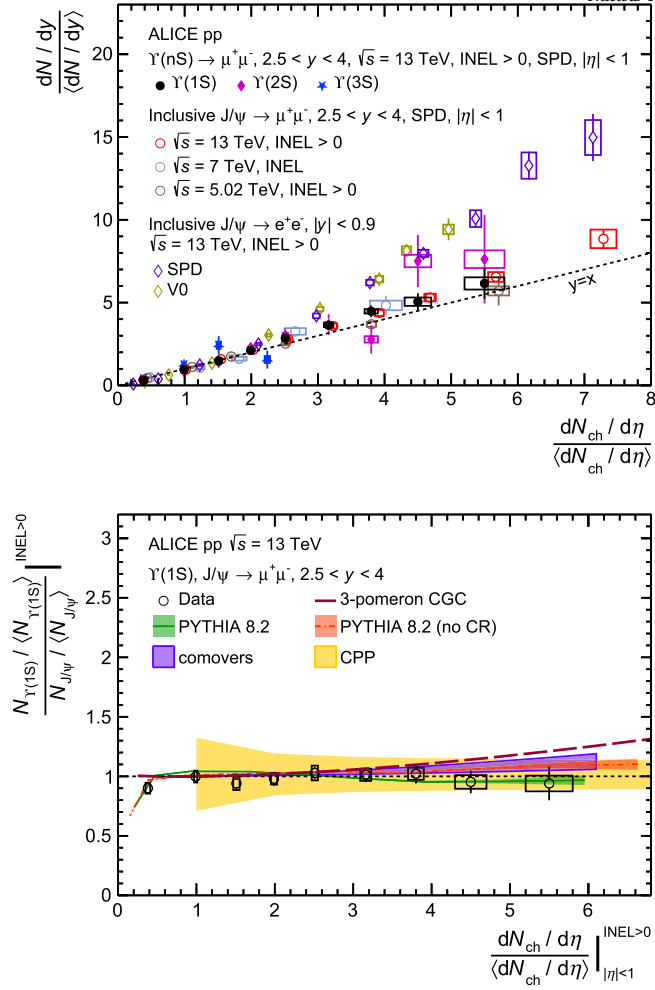 dN / dy
⟨dN / dy⟩
ALICE pp
ϒ(nS) → μ⁺μ⁻, 2.5 < y < 4, √s = 13 TeV, INEL > 0, SPD, |η| < 1
ϒ(1S) ϒ(2S) ϒ(3S)
Inclusive J/ψ → μ⁺μ⁻, 2.5 < y < 4, SPD, |η| < 1
√s = 13 TeV, INEL > 0
√s = 7 TeV, INEL
√s = 5.02 TeV, INEL > 0
Inclusive J/ψ → e⁺e⁻, |y| < 0.9
√s = 13 TeV, INEL > 0
SPD
V0
y=x
20
15
10
5
0
0 1 2 3 4 5 6 7 8
dN_ch / dη
⟨dN_ch / dη⟩
N_ϒ(1S) / ⟨N_ϒ(1S)⟩ |^INEL>0
N_J/ψ / ⟨N_J/ψ⟩
ALICE pp √s = 13 TeV
ϒ(1S), J/ψ → μ⁺μ⁻, 2.5 < y < 4
Data 3-pomeron CGC
PYTHIA 8.2 PYTHIA 8.2 (no CR)
comovers CPP
3
2.5
2
1.5
1
0.5
0
0 1 2 3 4 5 6
dN_ch / dη |^INEL>0
⟨dN_ch / dη⟩ |_|η|<1